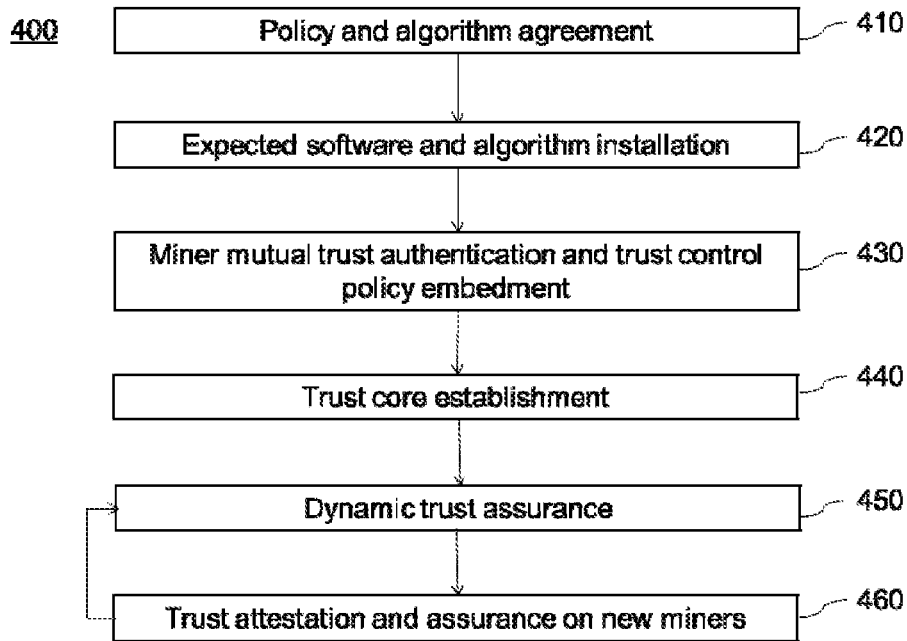 400
Policy and algorithm agreement
410
Expected software and algorithm installation
420
Miner mutual trust authentication and trust control
policy embedment
430
Trust core establishment
440
Dynamic trust assurance
450
Trust attestation and assurance on new miners
460